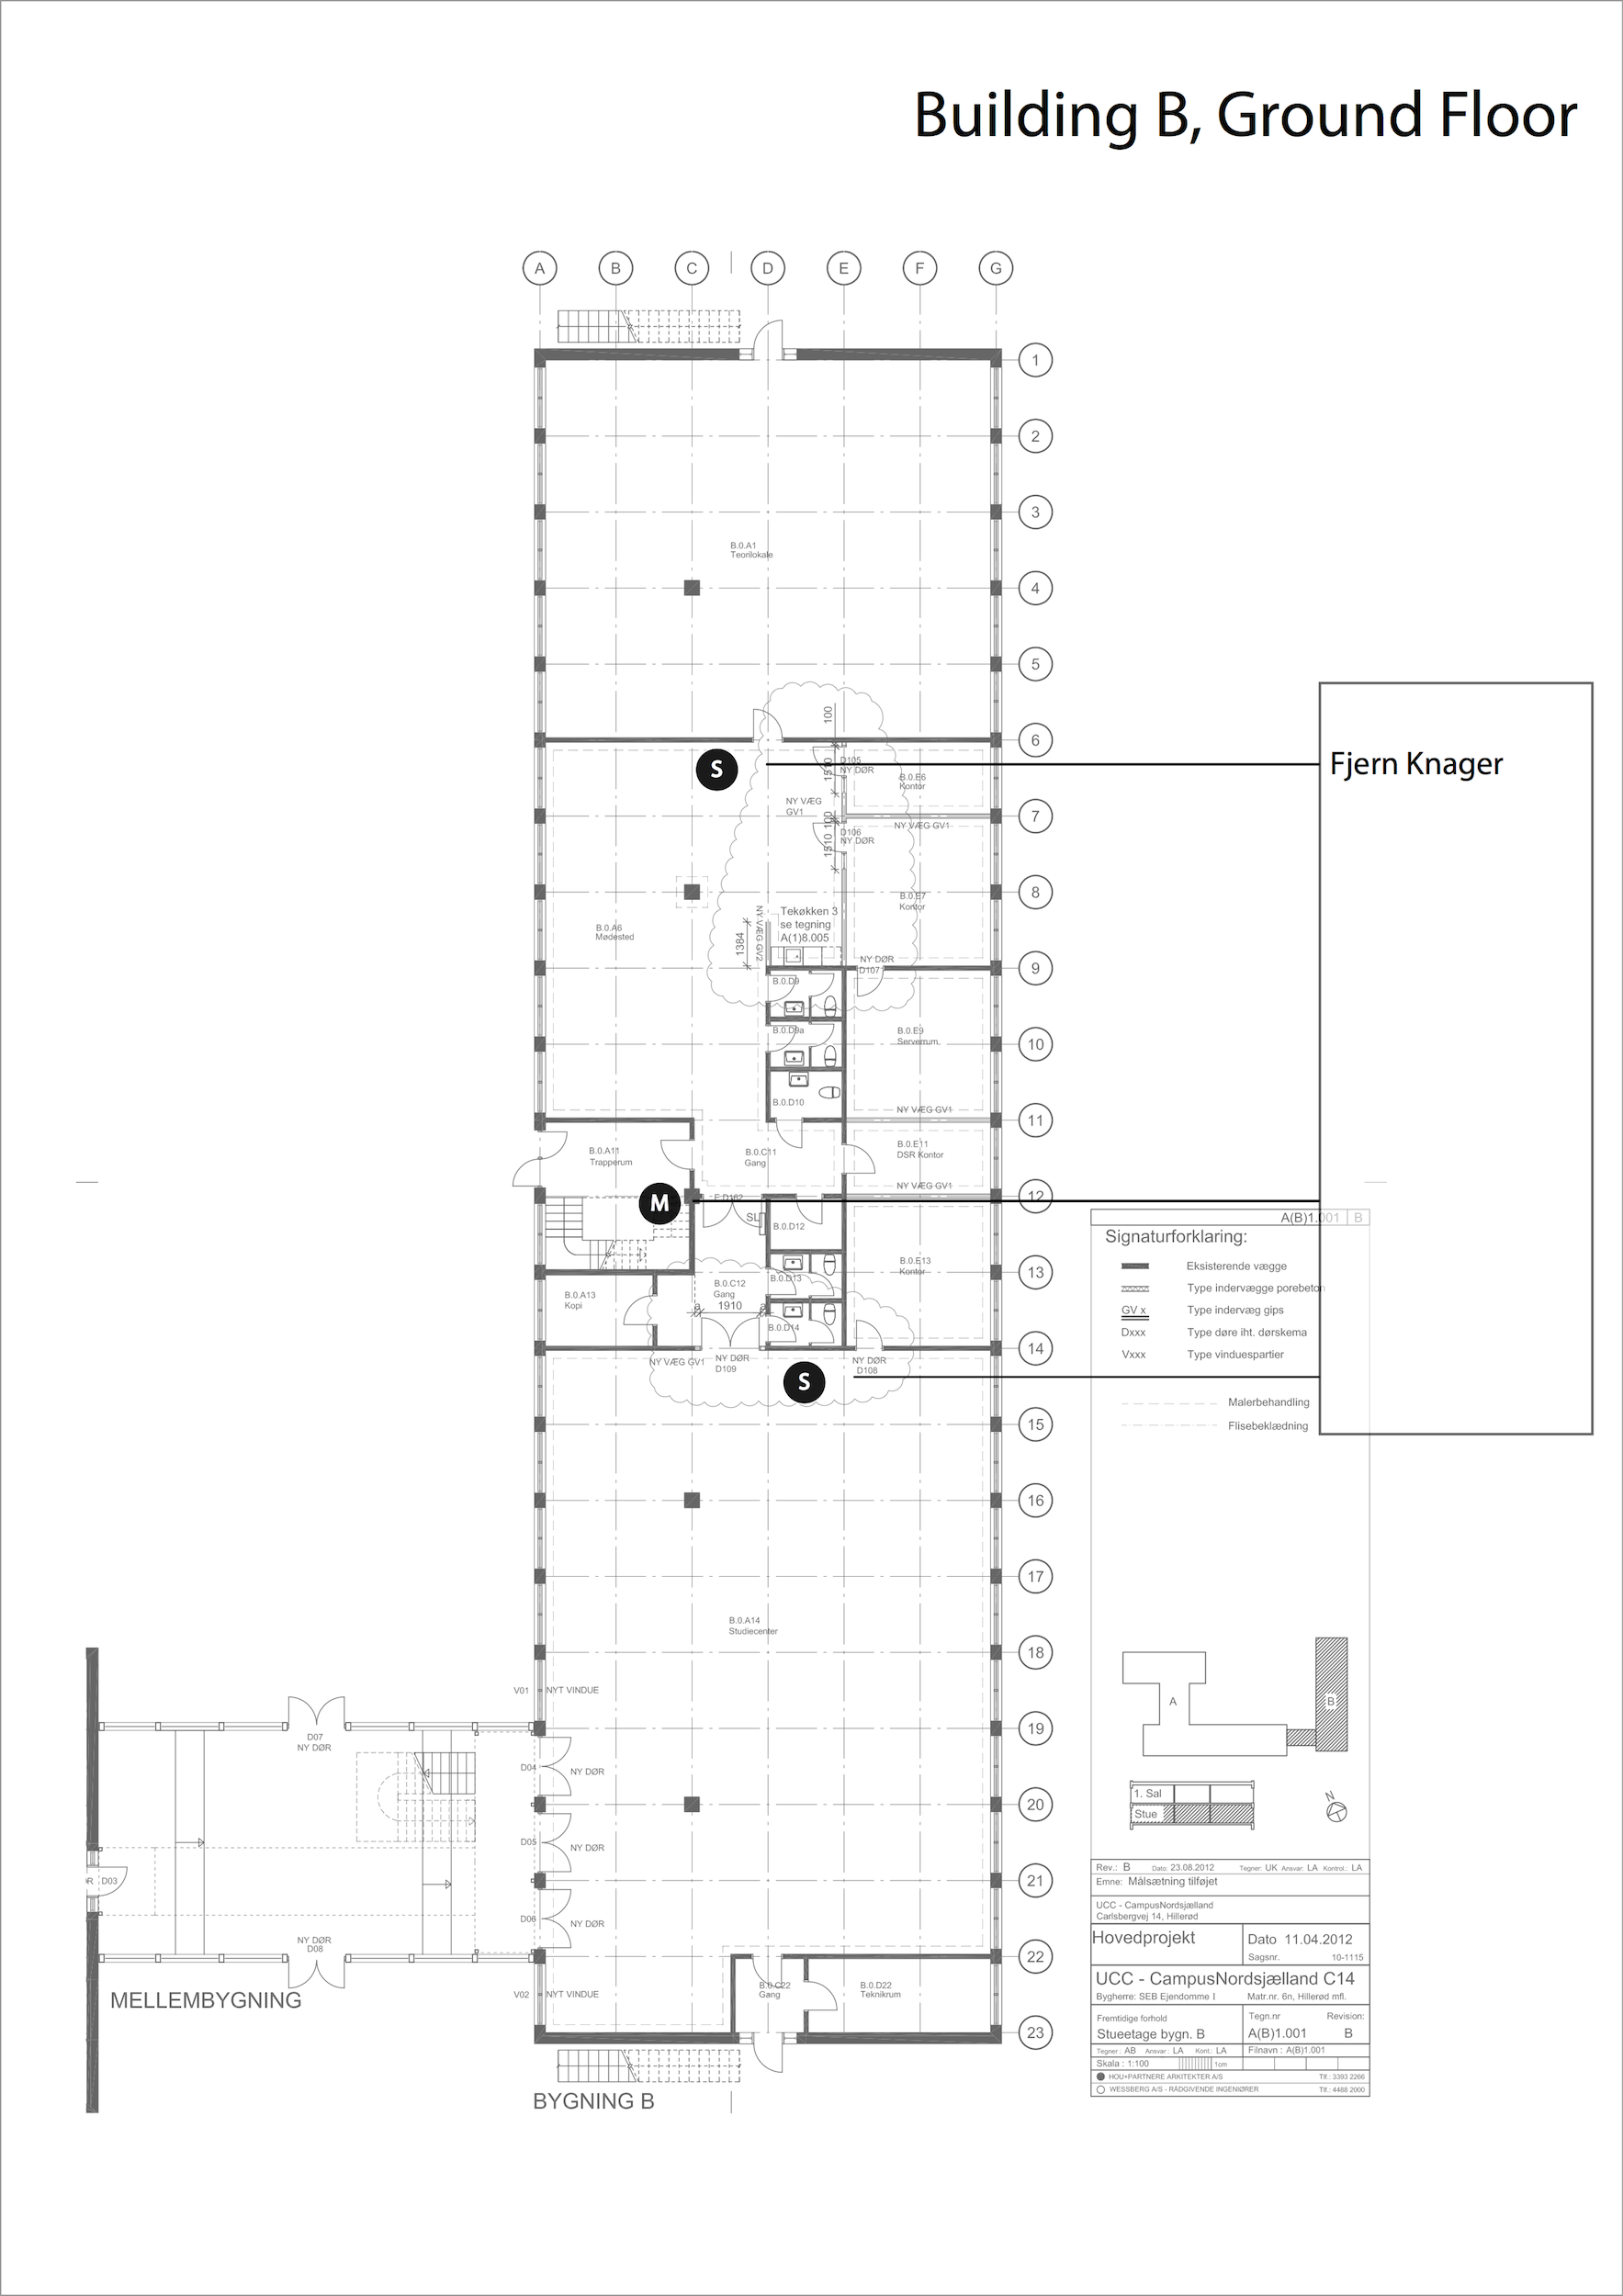 Building B, Ground Floor
A
B
C
D
E
F
G
1
2
3
4
5
6
7
8
9
10
11
12
13
14
15
16
17
18
19
20
21
22
23
B.0.A1
Teorilokale
100
S
Fjern Knager
D105
NY DØR
1510
B.0.E6
Kontor
NY VÆG
GV1
100
NY VÆG GV1
D106
NY DØR
1510
B.0.E7
Kontor
B.0.A6
Mødested
Tekøkken 3
se tegning
A(1)8.005
NY VÆG GV2
1384
NY DØR
D107
B.0.D9
B.0.D9a
B.0.E9
Serverrum
B.0.D10
NY VÆG GV1
B.0.A11
Trapperum
B.0.C11
Gang
B.0.E11
DSR Kontor
NY VÆG GV1
M
SL
B.0.D12
B.0.E13
Kontor
B.0.C12
Gang
B.0.D13
B.0.A13
Kopi
a
1910
a
B.0.D14
NY VÆG GV1
NY DØR
D109
S
NY DØR
D108
B.0.A14
Studiecenter
V01
NYT VINDUE
D07
NY DØR
D04
NY DØR
D05
NY DØR
D06
NY DØR
D03
NY DØR
D08
MELLEMBYGNING
V02
NYT VINDUE
B.0.C22
Gang
B.0.D22
Teknikrum
BYGNING B
A(B)1.001 B
Signaturforklaring:
Eksisterende vægge
Type indervægge porebeton
GV x Type indervæg gips
Dxxx Type døre iht. dørskema
Vxxx Type vinduespartier
Malerbehandling
Flisebeklædning
A
B
1. Sal
Stue
N
Rev.: B Dato: 23.08.2012 Tegner: UK Ansvar: LA Kontrol.: LA
Emne: Målsætning tilføjet
UCC - CampusNordsjælland
Carlsbergvej 14, Hillerød
Hovedprojekt
Dato 11.04.2012
Sagsnr. 10-1115
UCC - CampusNordsjælland C14
Bygherre: SEB Ejendomme I Matr.nr. 6n, Hillerød mfl.
Fremtidige forhold
Stueetage bygn. B
Tegn.nr Revision:
A(B)1.001 B
Tegner: AB Ansvar: LA Kont.: LA
Filnavn : A(B)1.001
Skala : 1:100 1cm
HOU+PARTNERE ARKITEKTER A/S Tlf.: 3393 2266
WESSBERG A/S - RÅDGIVENDE INGENIØRER Tlf.: 4488 2000